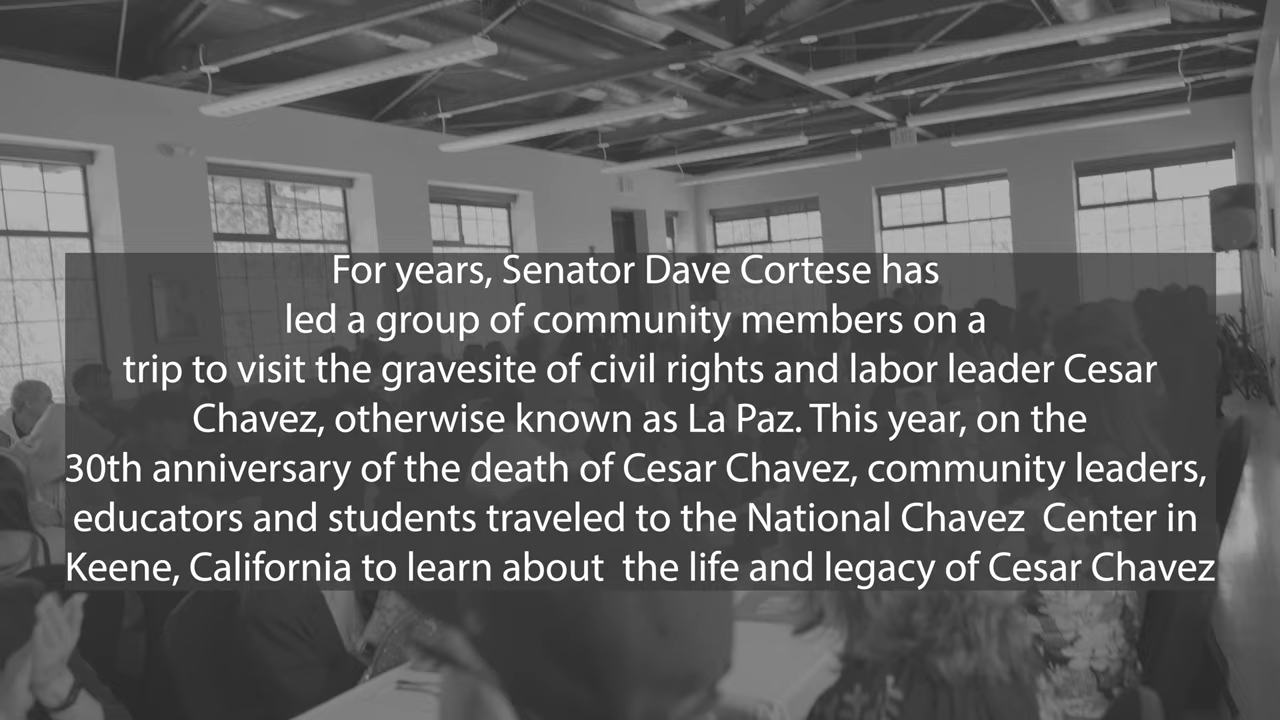 For years, Senator Dave Cortese has
led a group of community members on a
trip to visit the gravesite of civil rights and labor leader Cesar
Chavez, otherwise known as La Paz. This year, on the
30th anniversary of the death of Cesar Chavez, community leaders,
educators and students traveled to the National Chavez  Center in
Keene, California to learn about  the life and legacy of Cesar Chavez